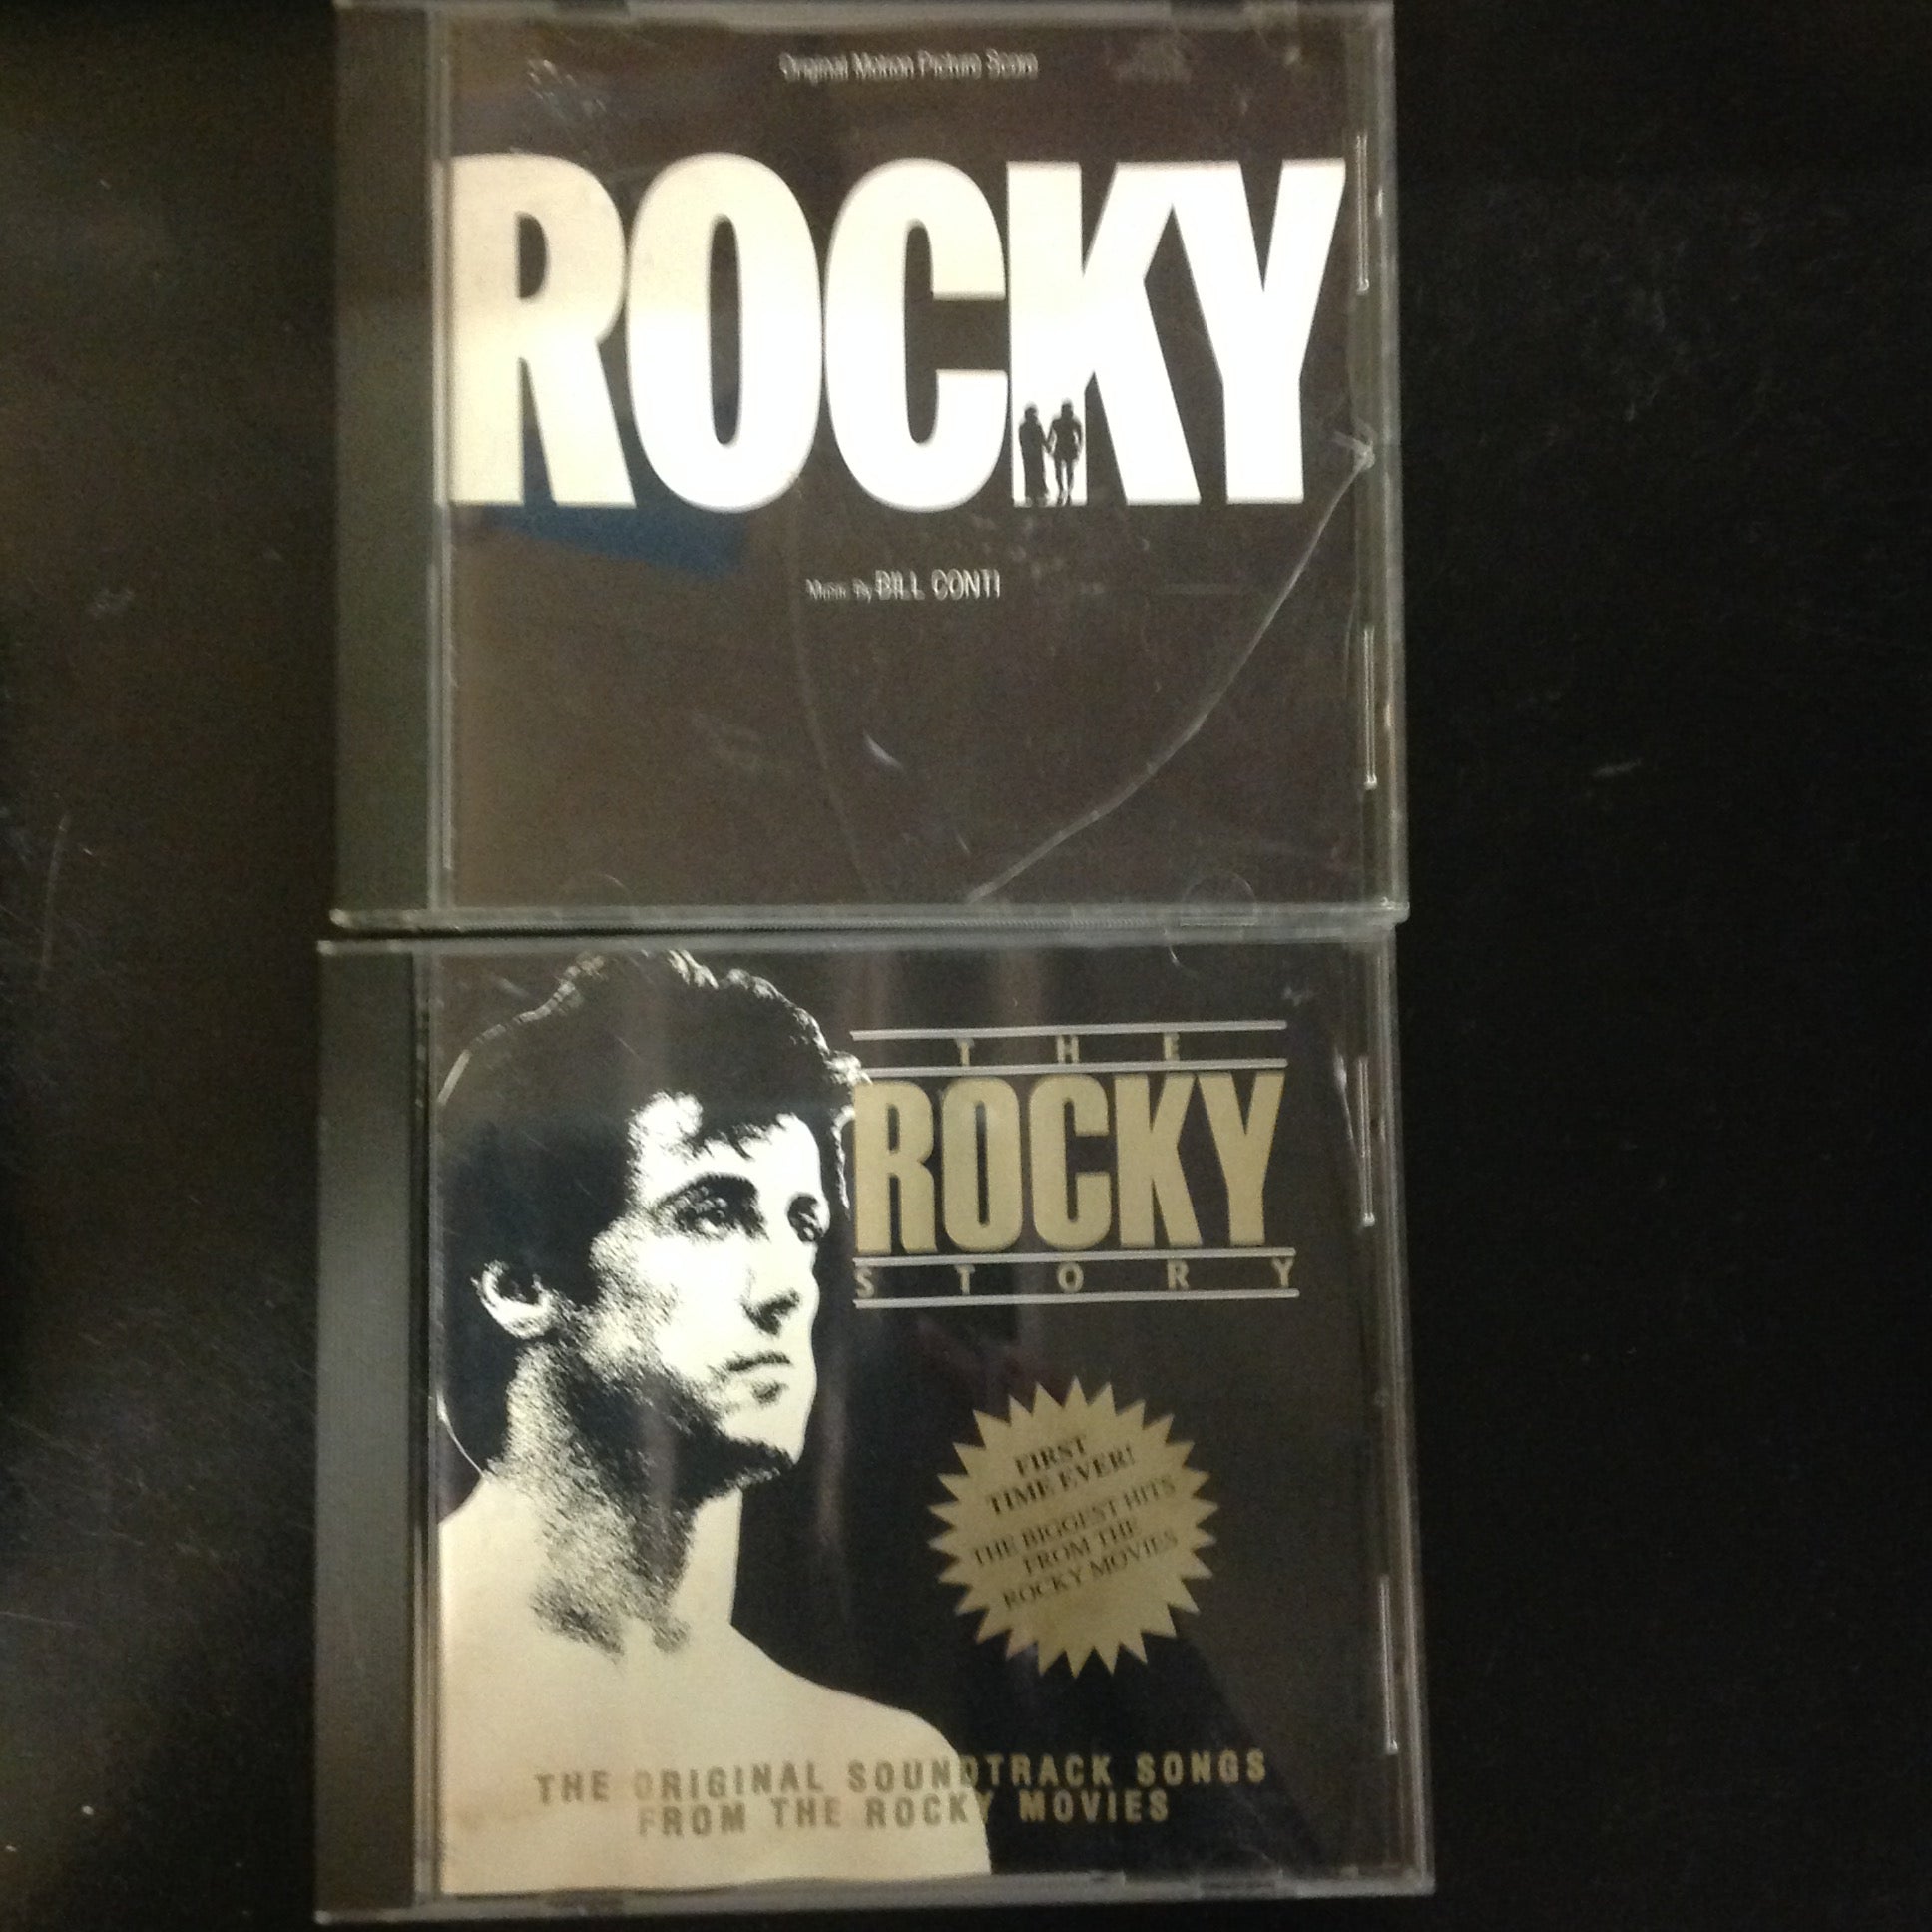 Original Motion Picture Score
ROCKY
Music By BILL CONTI
THE
ROCKY
STORY
FIRST
TIME EVER!
THE BIGGEST HITS
FROM THE
ROCKY MOVIES
THE ORIGINAL SOUNDTRACK SONGS
FROM THE ROCKY MOVIES